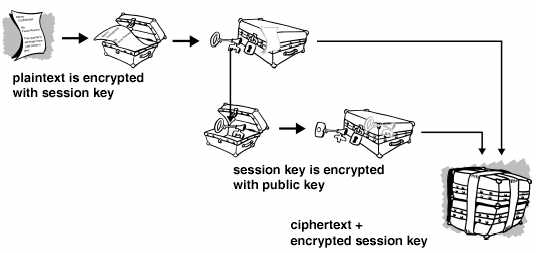 plaintext is encrypted
with session key
session key is encrypted
with public key
ciphertext +
encrypted session key